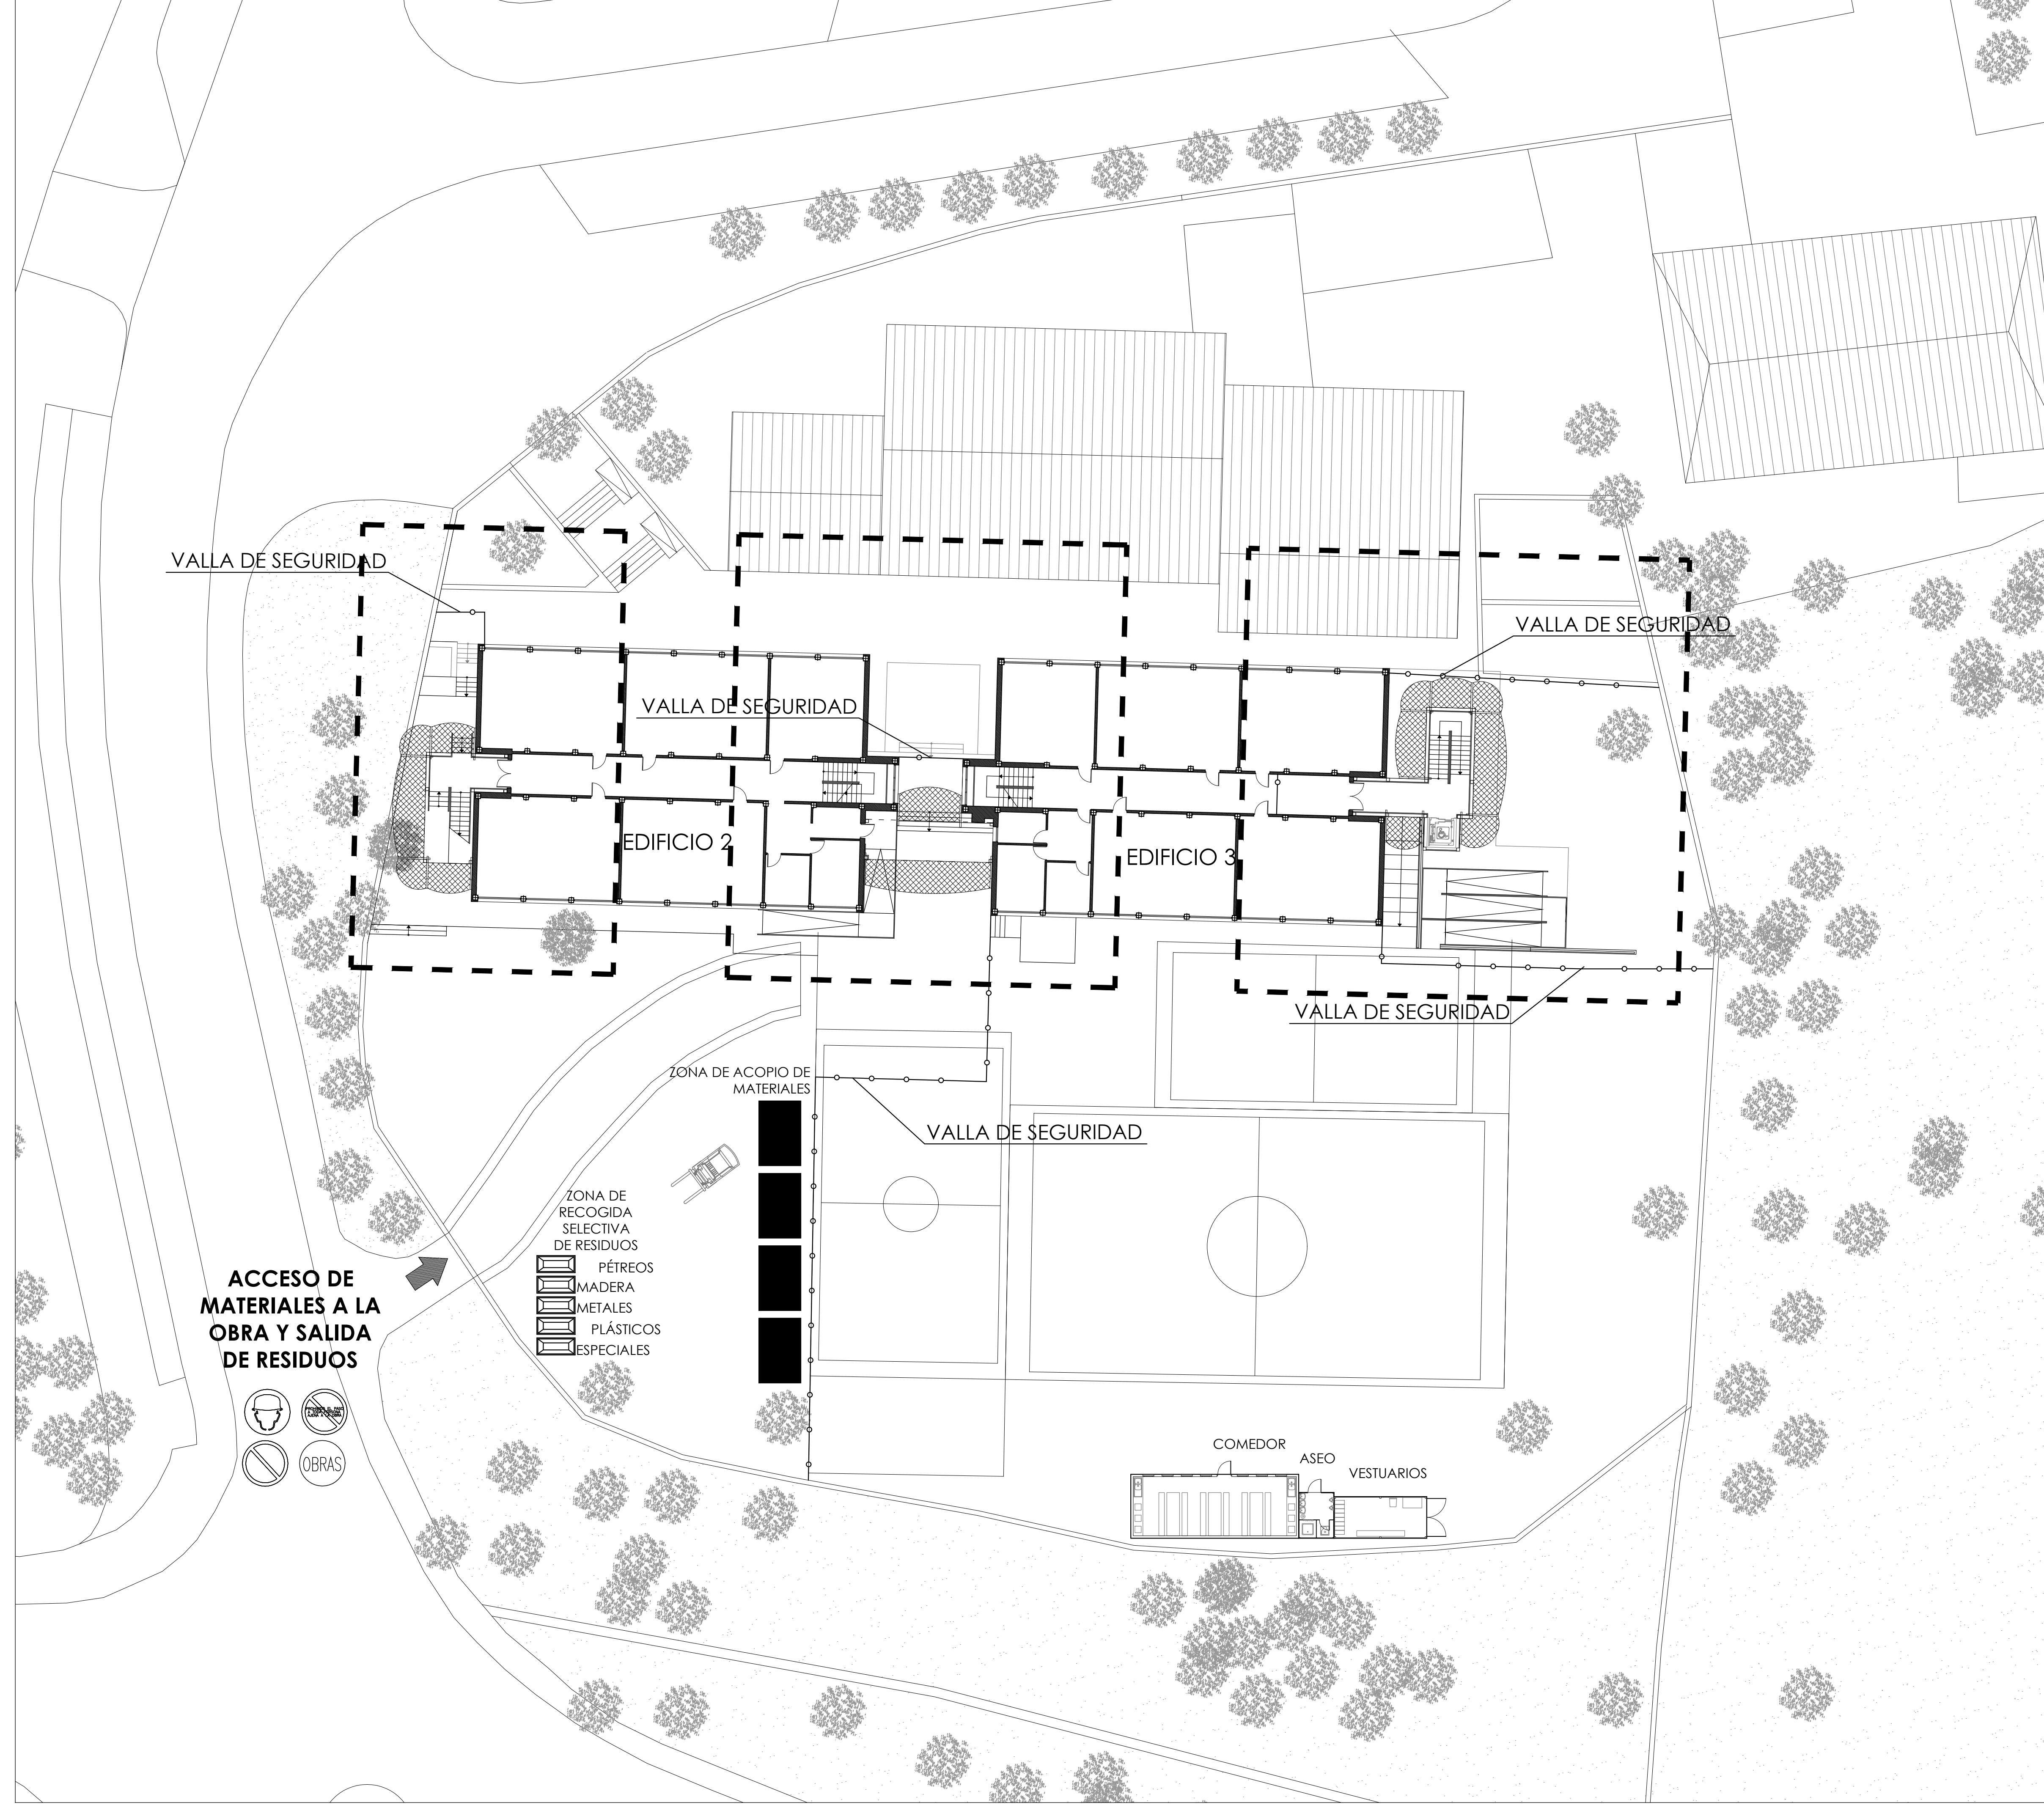 VALLA DE SEGURIDAD
VALLA DE SEGURIDAD
VALLA DE SEGURIDAD
EDIFICIO 2
EDIFICIO 3
VALLA DE SEGURIDAD
ZONA DE ACOPIO DE
MATERIALES
VALLA DE SEGURIDAD
ZONA DE
RECOGIDA
SELECTIVA
DE RESIDUOS
PÉTREOS
MADERA
METALES
PLÁSTICOS
ESPECIALES
ACCESO DE
MATERIALES A LA
OBRA Y SALIDA
DE RESIDUOS
OBRAS
COMEDOR
ASEO
VESTUARIOS